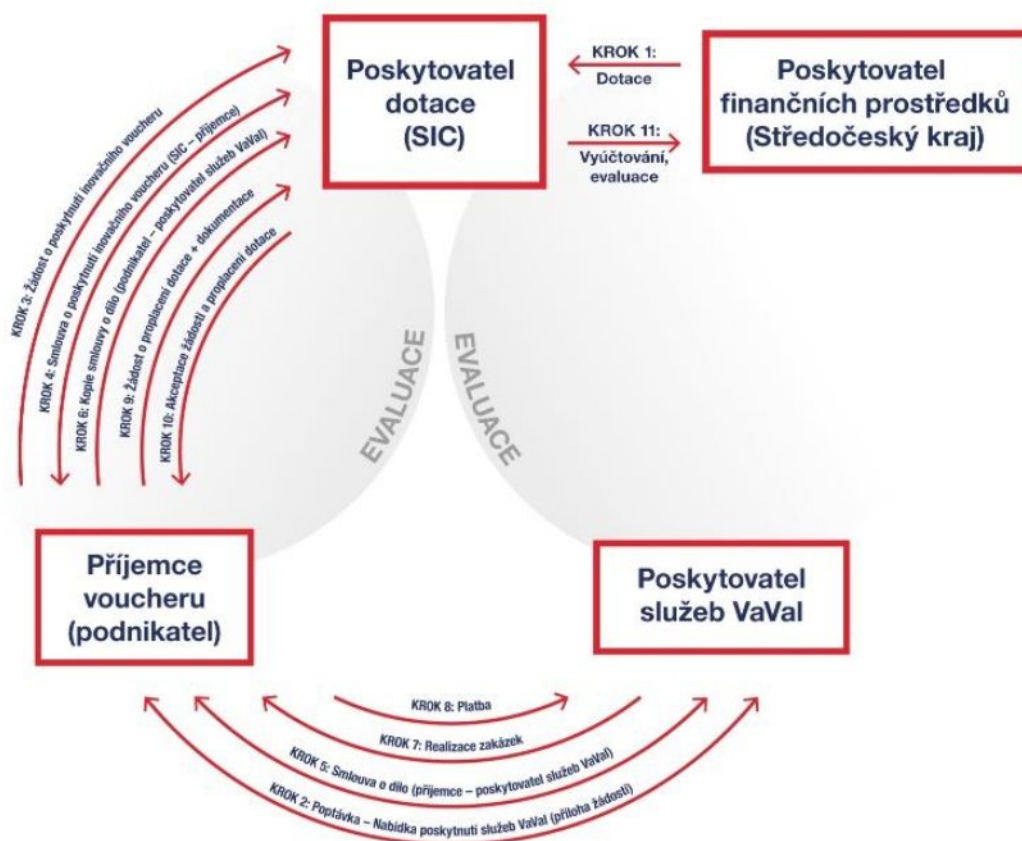 Poskytovatel
dotace
(SIC)
KROK 1:
Dotace
KROK 11:
Vyúčtování,
evaluace
Poskytovatel
finančních prostředků
(Středočeský kraj)
KROK 3: Žádost o poskytnutí inovačního voucheru
KROK 4: Smlouva o poskytnutí inovačního voucheru (SIC – příjemce)
KROK 6: Kopie smlouvy o dílo (podnikatel – poskytovatel služeb VaVaI)
KROK 9: Žádost o proplacení dotace + dokumentace
KROK 10: Akceptace žádosti a proplacení dotace
EVALUACE
EVALUACE
Příjemce
voucheru
(podnikatel)
Poskytovatel
služeb VaVaI
KROK 8: Platba
KROK 7: Realizace zakázek
KROK 5: Smlouva o dílo (příjemce – poskytovatel služeb VaVaI)
KROK 2: Poptávka – Nabídka poskytnutí služeb VaVaI (příloha žádosti)